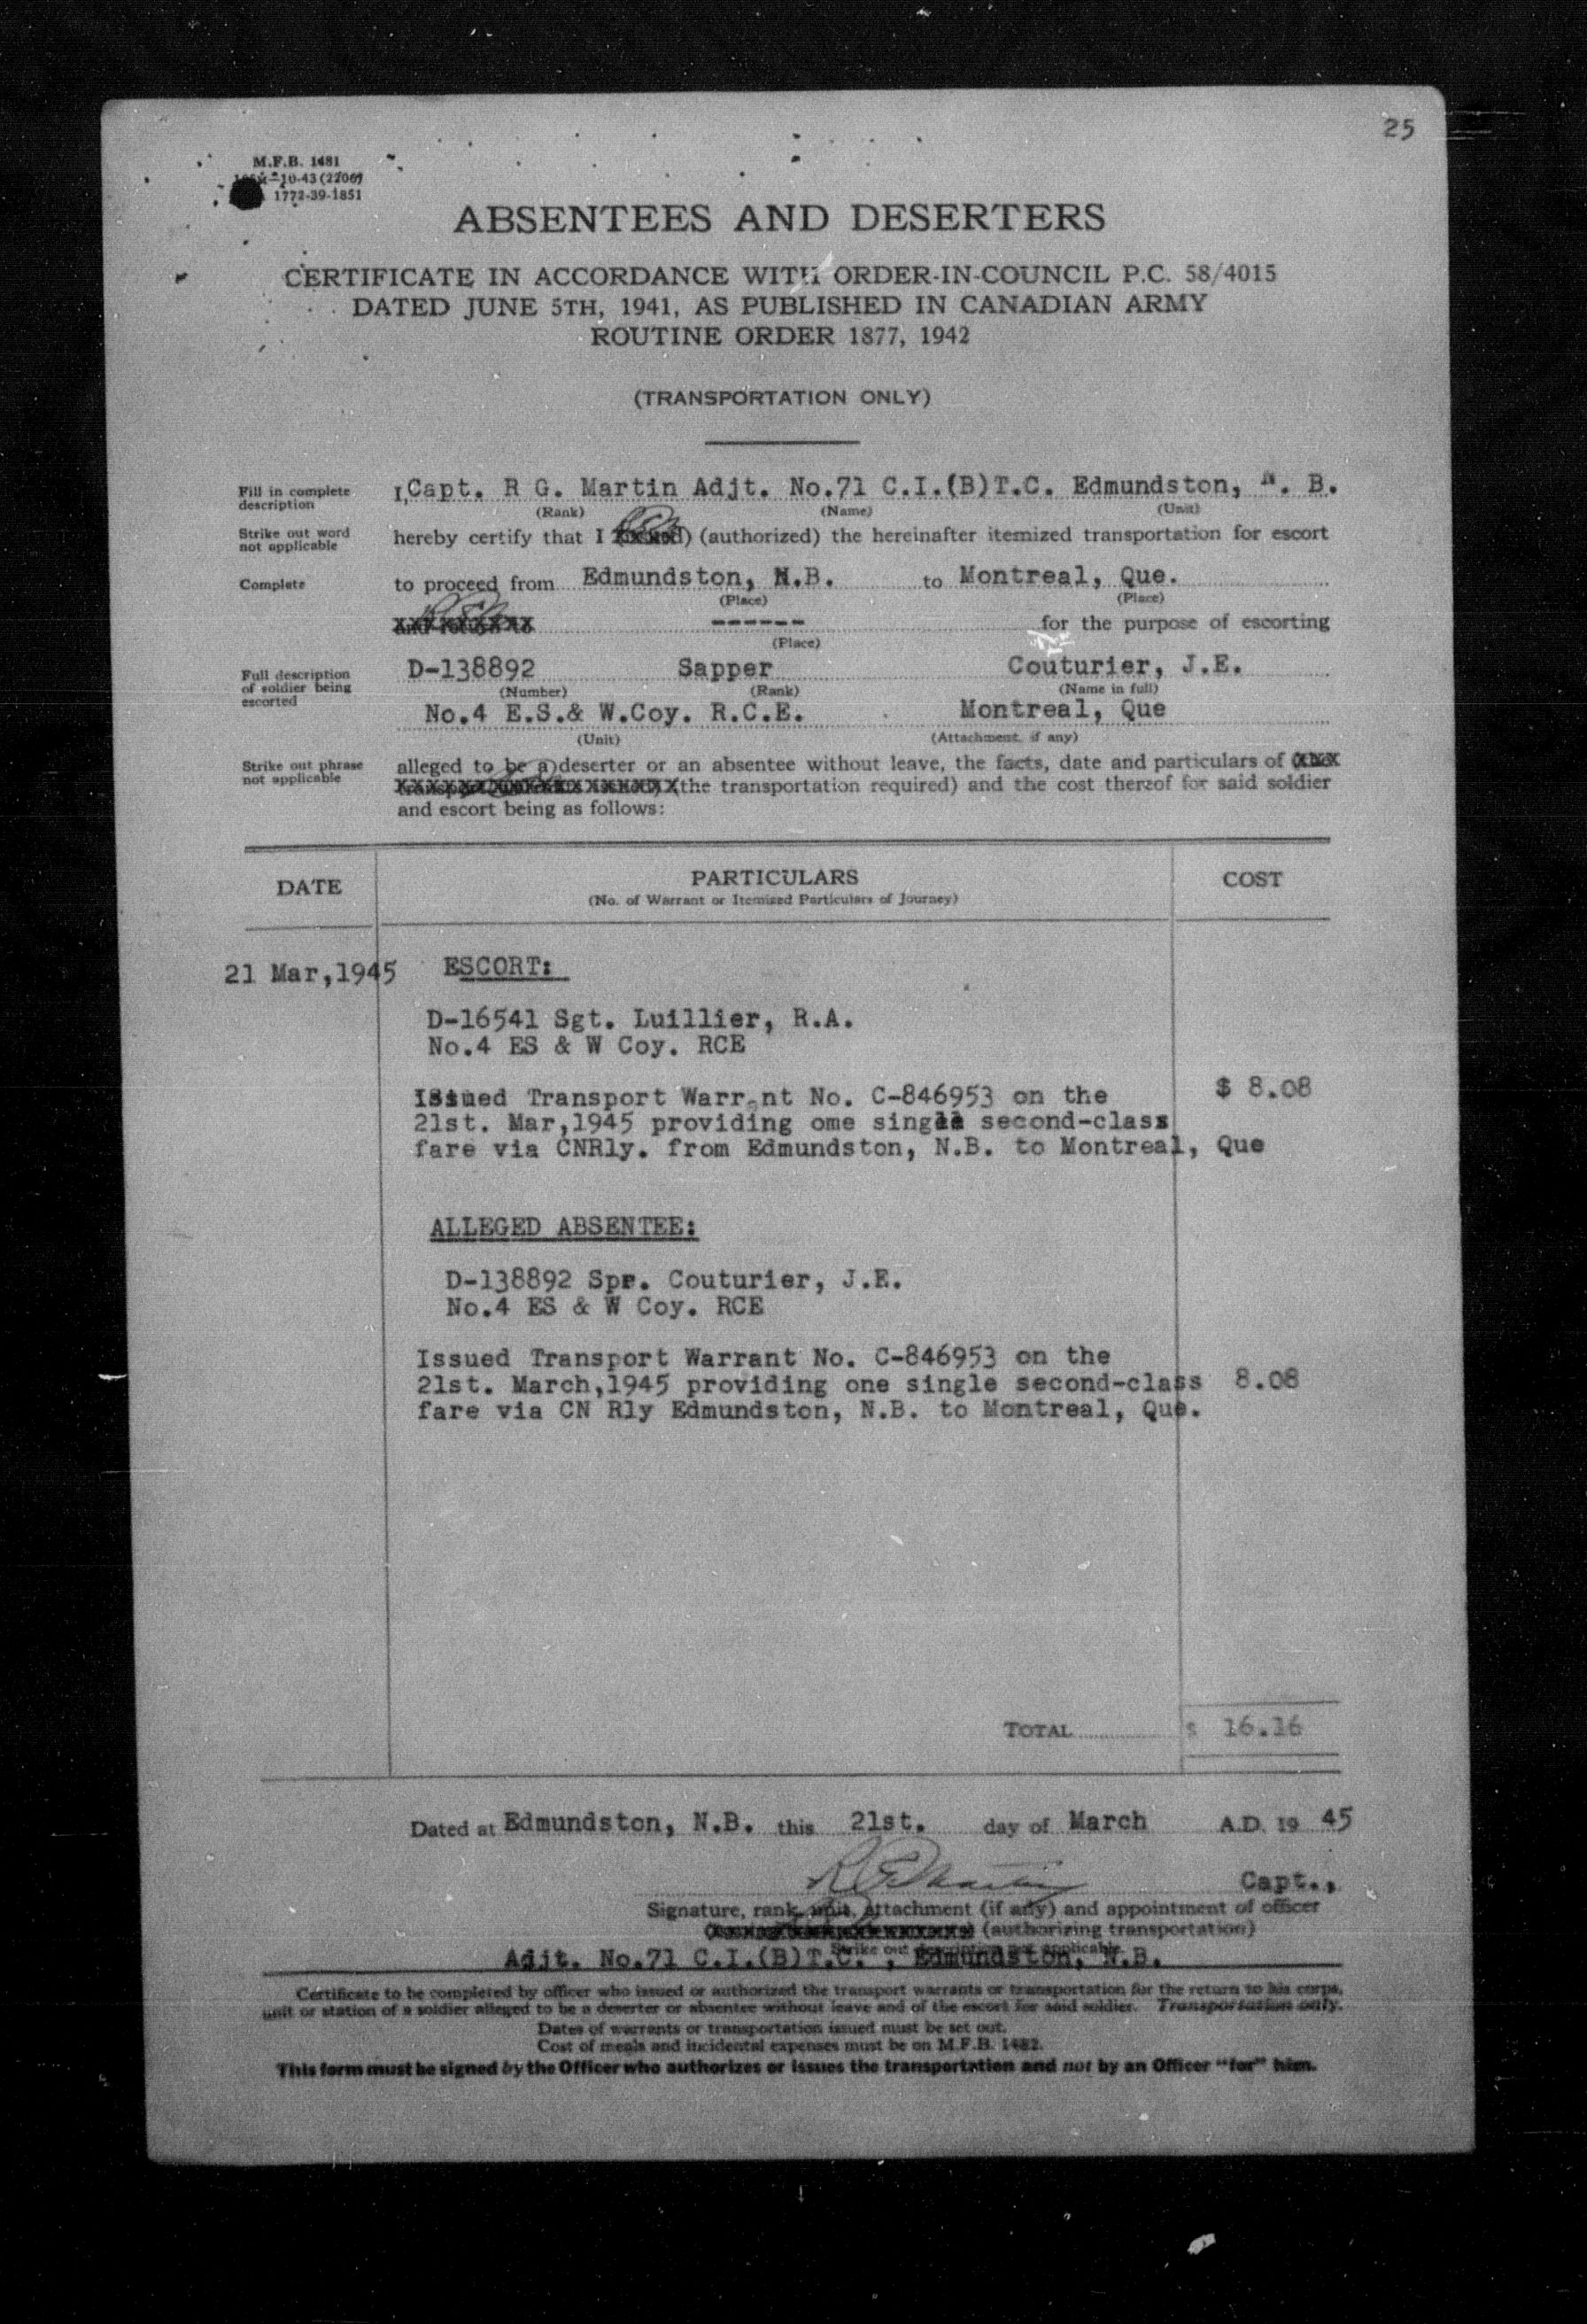 25
M.F.B. 1481
10-43 (2206)
1772-39-1851
ABSENTEES AND DESERTERS
CERTIFICATE IN ACCORDANCE WITH ORDER-IN-COUNCIL P.C. 58/4015
DATED JUNE 5TH, 1941, AS PUBLISHED IN CANADIAN ARMY
ROUTINE ORDER 1877, 1942
(TRANSPORTATION ONLY)
Fill in complete description
I, Capt. R G. Martin Adjt. No.71 C.I.(B)T.C. Edmundston, N. B.
(Rank) (Name) (Unit)
Strike out word not applicable
hereby certify that I (authorized) the hereinafter itemized transportation for escort
Complete
to proceed from Edmundston, N.B. to Montreal, Que.
(Place) (Place)
------ for the purpose of escorting
(Place)
Full description of soldier being escorted
D-138892 Sapper Couturier, J.E.
(Number) (Rank) (Name in full)
No.4 E.S.& W.Coy. R.C.E. Montreal, Que
(Unit) (Attachment, if any)
Strike out phrase not applicable
alleged to be a deserter or an absentee without leave, the facts, date and particulars of
(the transportation required) and the cost thereof for said soldier
and escort being as follows:
DATE PARTICULARS COST
(No. of Warrant or Itemized Particulars of Journey)
21 Mar,1945 ESCORT:
D-16541 Sgt. Luillier, R.A.
No.4 ES & W Coy. RCE
Issued Transport Warrant No. C-846953 on the $ 8.08
21st. Mar,1945 providing ome single second-class
fare via CNRly. from Edmundston, N.B. to Montreal, Que
ALLEGED ABSENTEE:
D-138892 Spr. Couturier, J.E.
No.4 ES & W Coy. RCE
Issued Transport Warrant No. C-846953 on the
21st. March,1945 providing one single second-class 8.08
fare via CN Rly Edmundston, N.B. to Montreal, Que.
TOTAL $ 16.16
Dated at Edmundston, N.B. this 21st. day of March A.D. 19 45
R G Martin Capt.,
Signature, rank, unit, attachment (if any) and appointment of officer
(authorizing transportation)
Strike out description not applicable.
Adjt. No.71 C.I.(B)T.C. , Edmundston, N.B.
Certificate to be completed by officer who issued or authorized the transport warrants or transportation for the return to his corps,
unit or station of a soldier alleged to be a deserter or absentee without leave and of the escort for said soldier. Transportation only.
Dates of warrants or transportation issued must be set out.
Cost of meals and incidental expenses must be on M.F.B. 1482.
This form must be signed by the Officer who authorizes or issues the transportation and not by an Officer "for" him.